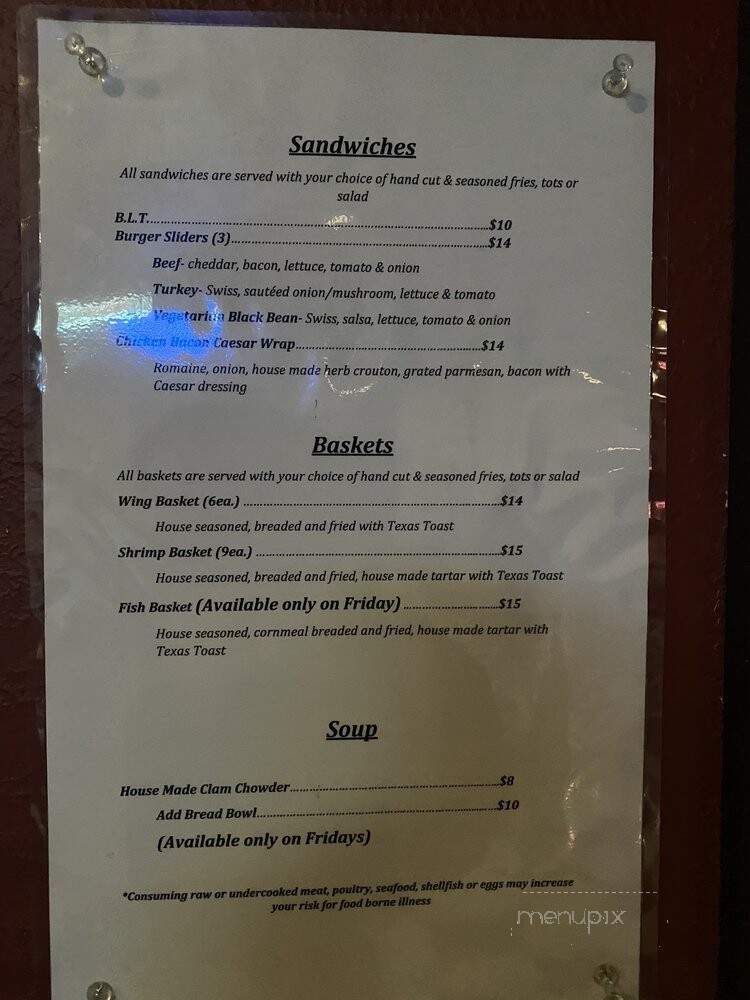 Sandwiches
All sandwiches are served with your choice of hand cut & seasoned fries, tots or
salad
B.L.T.......................................................................................$10
Burger Sliders (3)....................................................................$14
Beef- cheddar, bacon, lettuce, tomato & onion
Turkey- Swiss, sautéed onion/mushroom, lettuce & tomato
Vegetarian Black Bean- Swiss, salsa, lettuce, tomato & onion
Chicken Bacon Caesar Wrap..................................................$14
Romaine, onion, house made herb crouton, grated parmesan, bacon with
Caesar dressing
Baskets
All baskets are served with your choice of hand cut & seasoned fries, tots or salad
Wing Basket (6ea.) ....................................................................$14
House seasoned, breaded and fried with Texas Toast
Shrimp Basket (9ea.) .................................................................$15
House seasoned, breaded and fried, house made tartar with Texas Toast
Fish Basket (Available only on Friday) ................................$15
House seasoned, cornmeal breaded and fried, house made tartar with
Texas Toast
Soup
House Made Clam Chowder.........................................................$8
Add Bread Bowl.................................................................$10
(Available only on Fridays)
*Consuming raw or undercooked meat, poultry, seafood, shellfish or eggs may increase
your risk for food borne illness
menupix